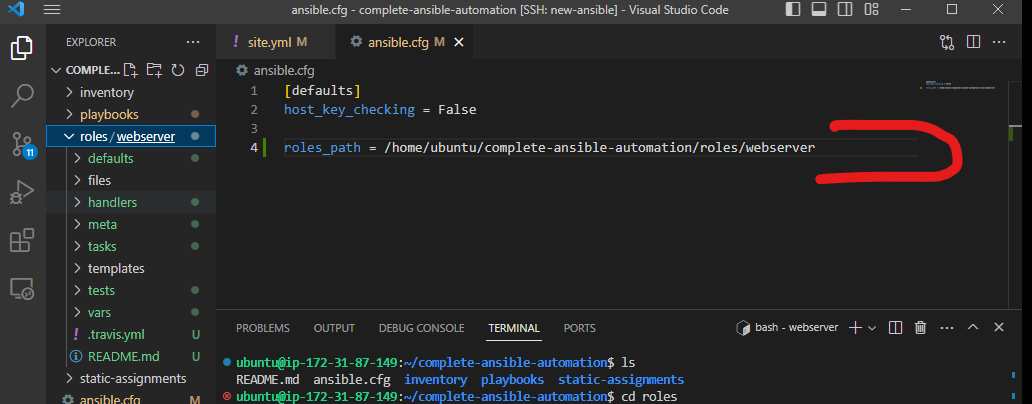 ansible.cfg - complete-ansible-automation [SSH: new-ansible] - Visual Studio Code
EXPLORER
COMPLE...
inventory
playbooks
roles / webserver
defaults
files
handlers
meta
tasks
templates
tests
vars
! .travis.yml U
README.md U
static-assignments
ansible.cfg M
11
! site.yml M
ansible.cfg M
ansible.cfg
1 [defaults]
2 host_key_checking = False
3
4 roles_path = /home/ubuntu/complete-ansible-automation/roles/webserver
PROBLEMS OUTPUT DEBUG CONSOLE TERMINAL PORTS
bash - webserver
ubuntu@ip-172-31-87-149:~/complete-ansible-automation$ ls
README.md ansible.cfg inventory playbooks static-assignments
ubuntu@ip-172-31-87-149:~/complete-ansible-automation$ cd roles